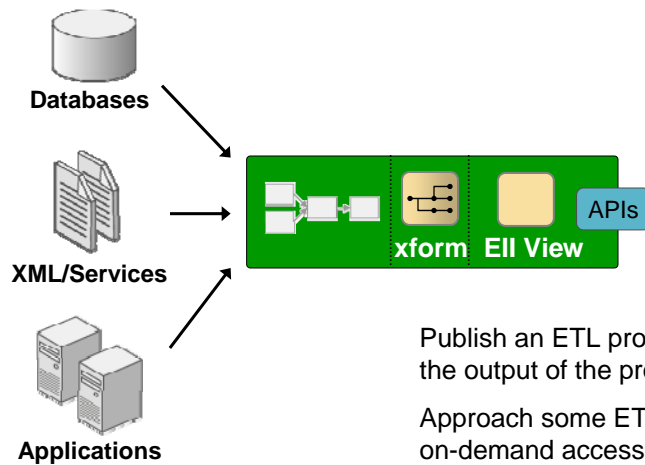 Databases
XML/Services
Applications
xform
EII View
APIs
Publish an ETL pro
the output of the pr
Approach some ET
on-demand access